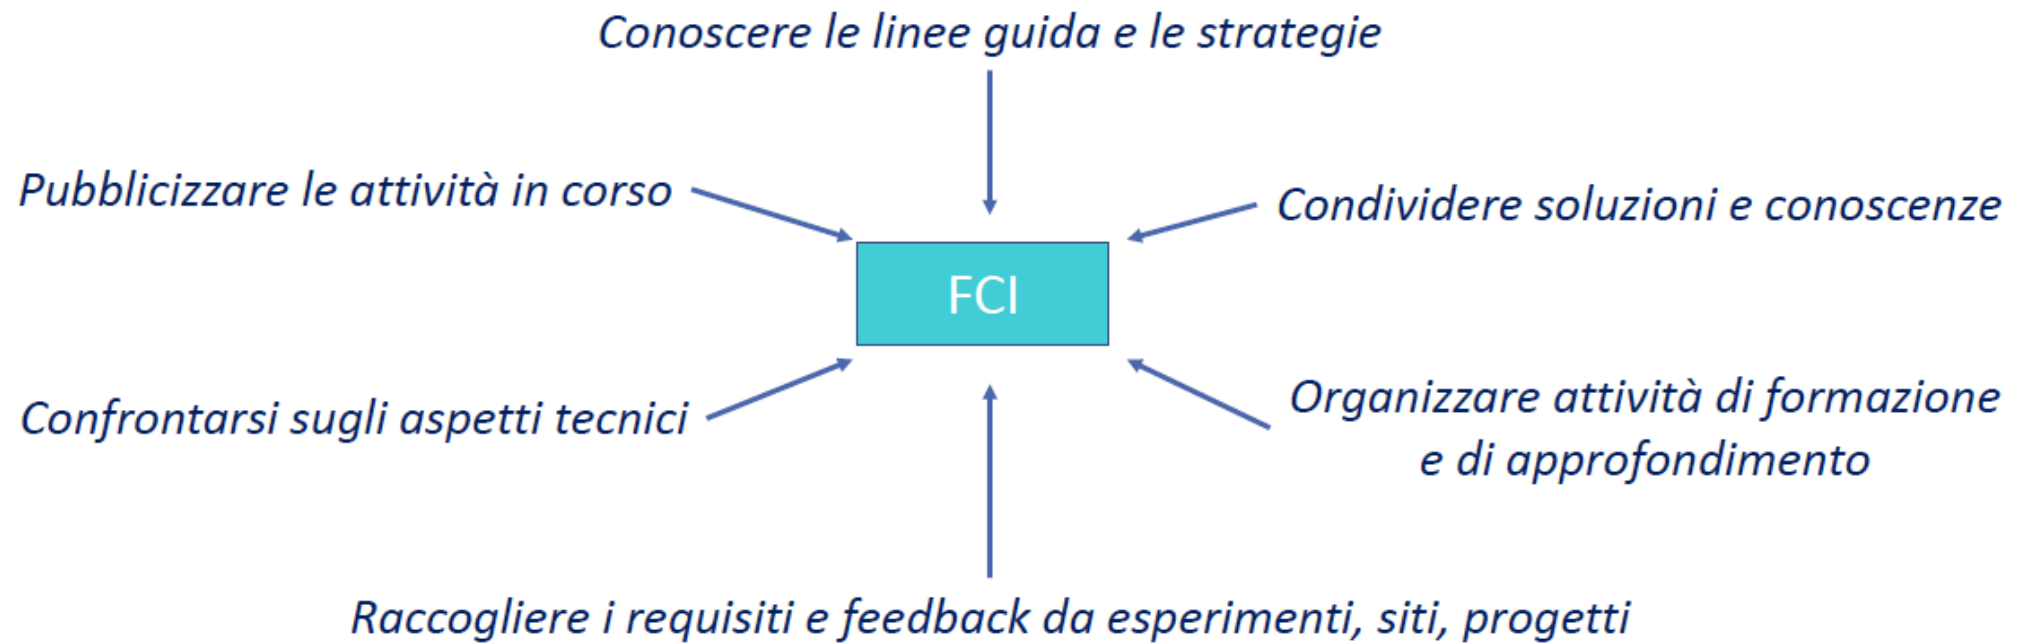 Conoscere le linee guida e le strategie
Pubblicizzare le attività in corso
Condividere soluzioni e conoscenze
FCI
Confrontarsi sugli aspetti tecnici
Organizzare attività di formazione
e di approfondimento
Raccogliere i requisiti e feedback da esperimenti, siti, progetti